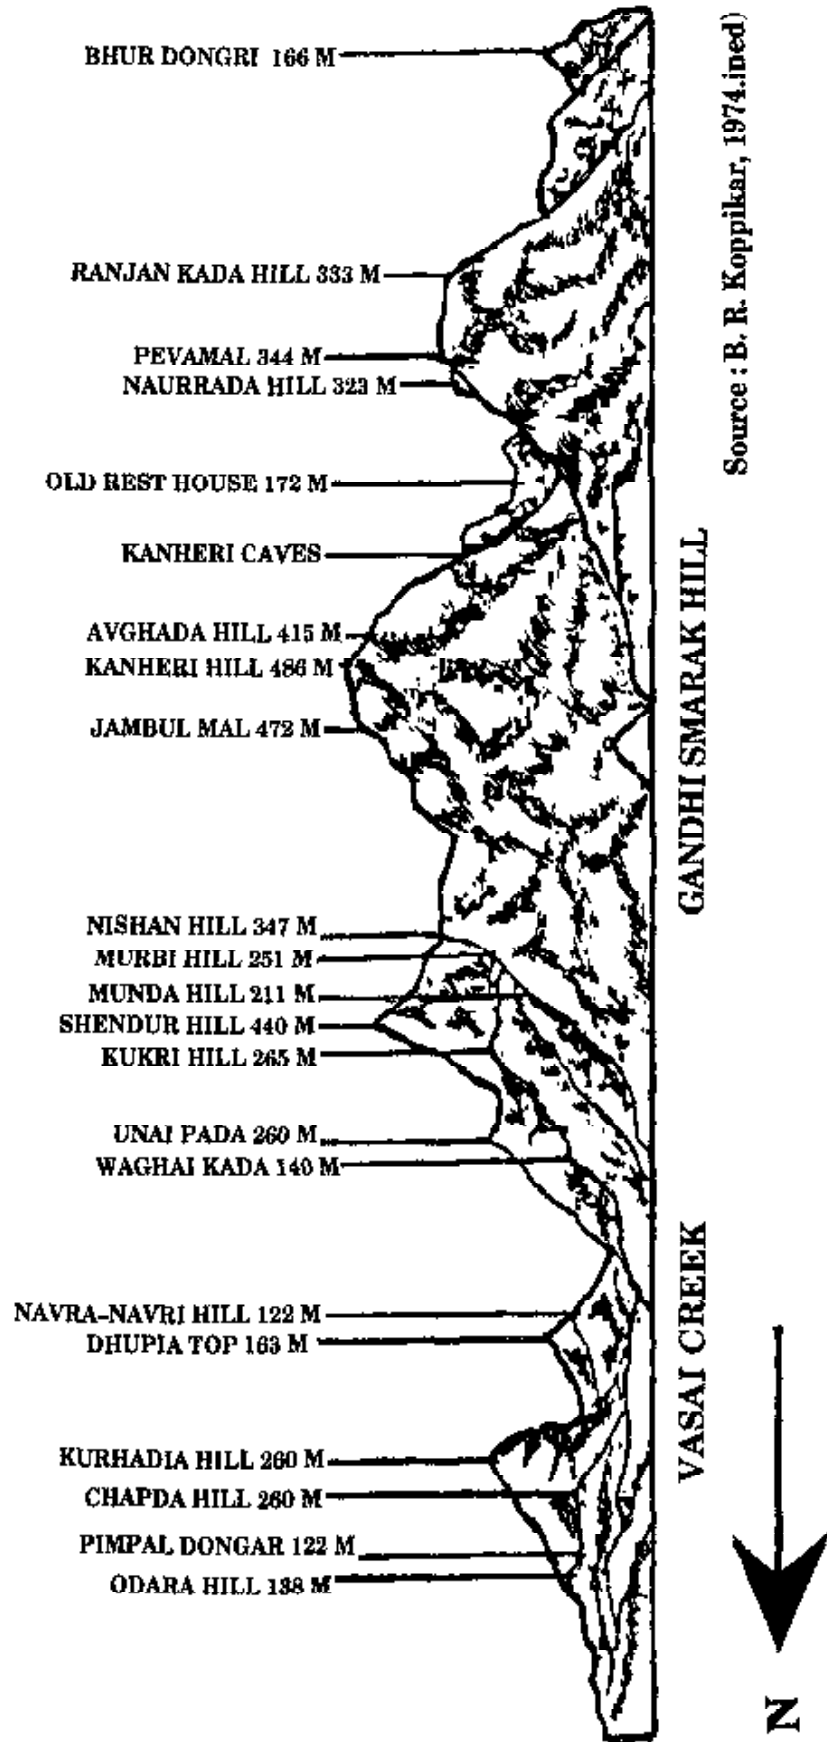 BHUR DONGRI 166 M
RANJAN KADA HILL 333 M
PEVAMAL 344 M
NAURRADA HILL 323 M
OLD REST HOUSE 172 M
KANHERI CAVES
AVGHADA HILL 415 M
KANHERI HILL 486 M
JAMBUL MAL 472 M
NISHAN HILL 347 M
MURBI HILL 251 M
MUNDA HILL 211 M
SHENDUR HILL 440 M
KUKRI HILL 265 M
UNAI PADA 260 M
WAGHAI KADA 140 M
NAVRA-NAVRI HILL 122 M
DHUPIA TOP 163 M
KURHADIA HILL 260 M
CHAPDA HILL 260 M
PIMPAL DONGAR 122 M
ODARA HILL 138 M
GANDHI SMARAK HILL
VASAI CREEK
Source : B. R. Koppikar, 1974.ined)
N